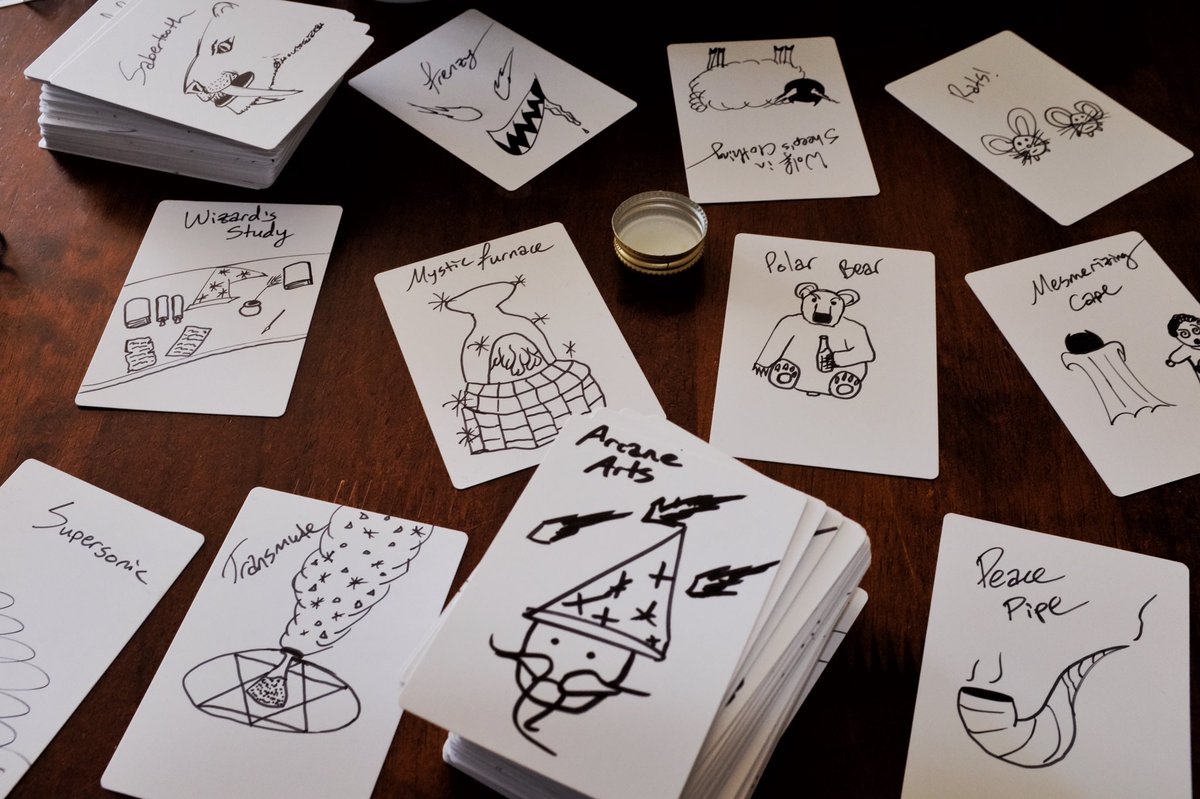 Sabertooth
Frenzy
Wolf in
Sheep's Clothing
Rats!
Wizard's
Study
Mystic furnace
Polar Bear
Mesmerizing
Cape
Supersonic
Transmute
Arcane
Arts
Peace
Pipe